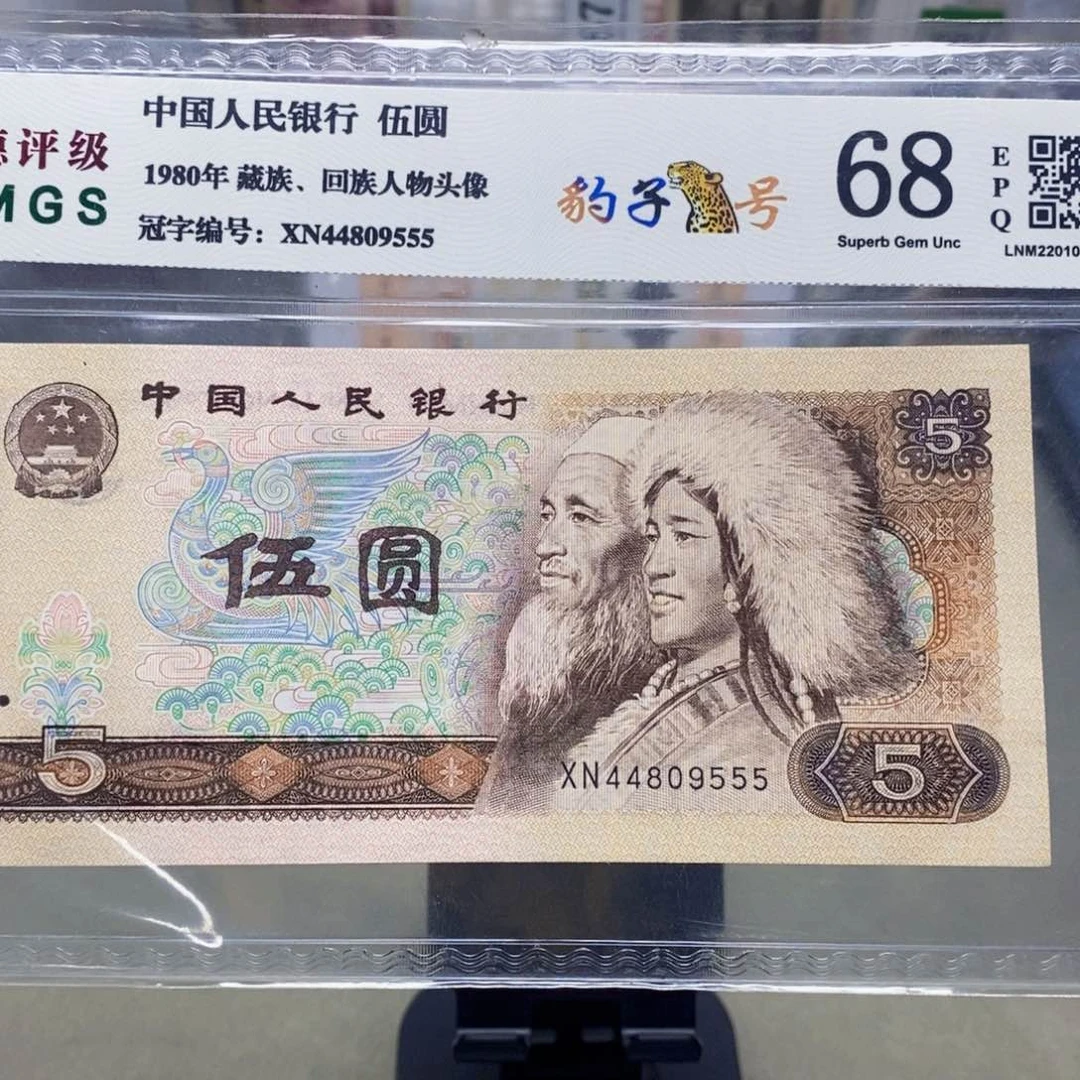 中国人民银行 伍圆
评级
MGS
1980年 藏族、回族人物头像
冠字编号：XN44809555
豹子号
68
Superb Gem Unc
EPQ
LNM22010
中国人民银行
5
伍圆
5
XN44809555
5